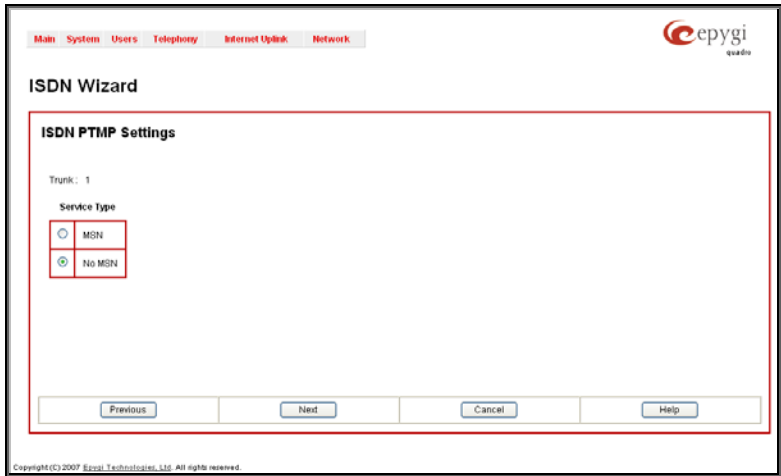 Main System Users Telephony Internet Uplink Network
epygi
quadro
ISDN Wizard
ISDN PTMP Settings
Trunk: 1
Service Type
MSN
No MSN
Previous Next Cancel Help
Copyright (C) 2007 Epygi Technologies, Ltd. All rights reserved.